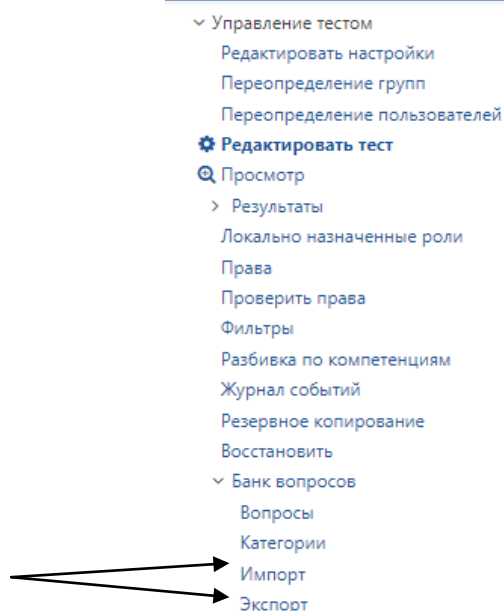 Управление тестом
Редактировать настройки
Переопределение групп
Переопределение пользователей
Редактировать тест
Просмотр
Результаты
Локально назначенные роли
Права
Проверить права
Фильтры
Разбивка по компетенциям
Журнал событий
Резервное копирование
Восстановить
Банк вопросов
Вопросы
Категории
Импорт
Экспорт